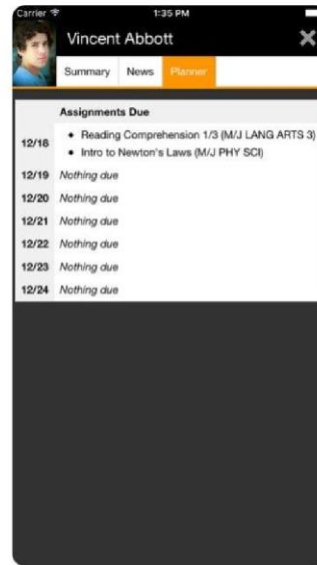 Carrier 1:35 PM
Vincent Abbott
Summary News Planner
Assignments Due
12/18
• Reading Comprehension 1/3 (M/J LANG ARTS 3)
• Intro to Newton's Laws (M/J PHY SCI)
12/19 Nothing due
12/20 Nothing due
12/21 Nothing due
12/22 Nothing due
12/23 Nothing due
12/24 Nothing due